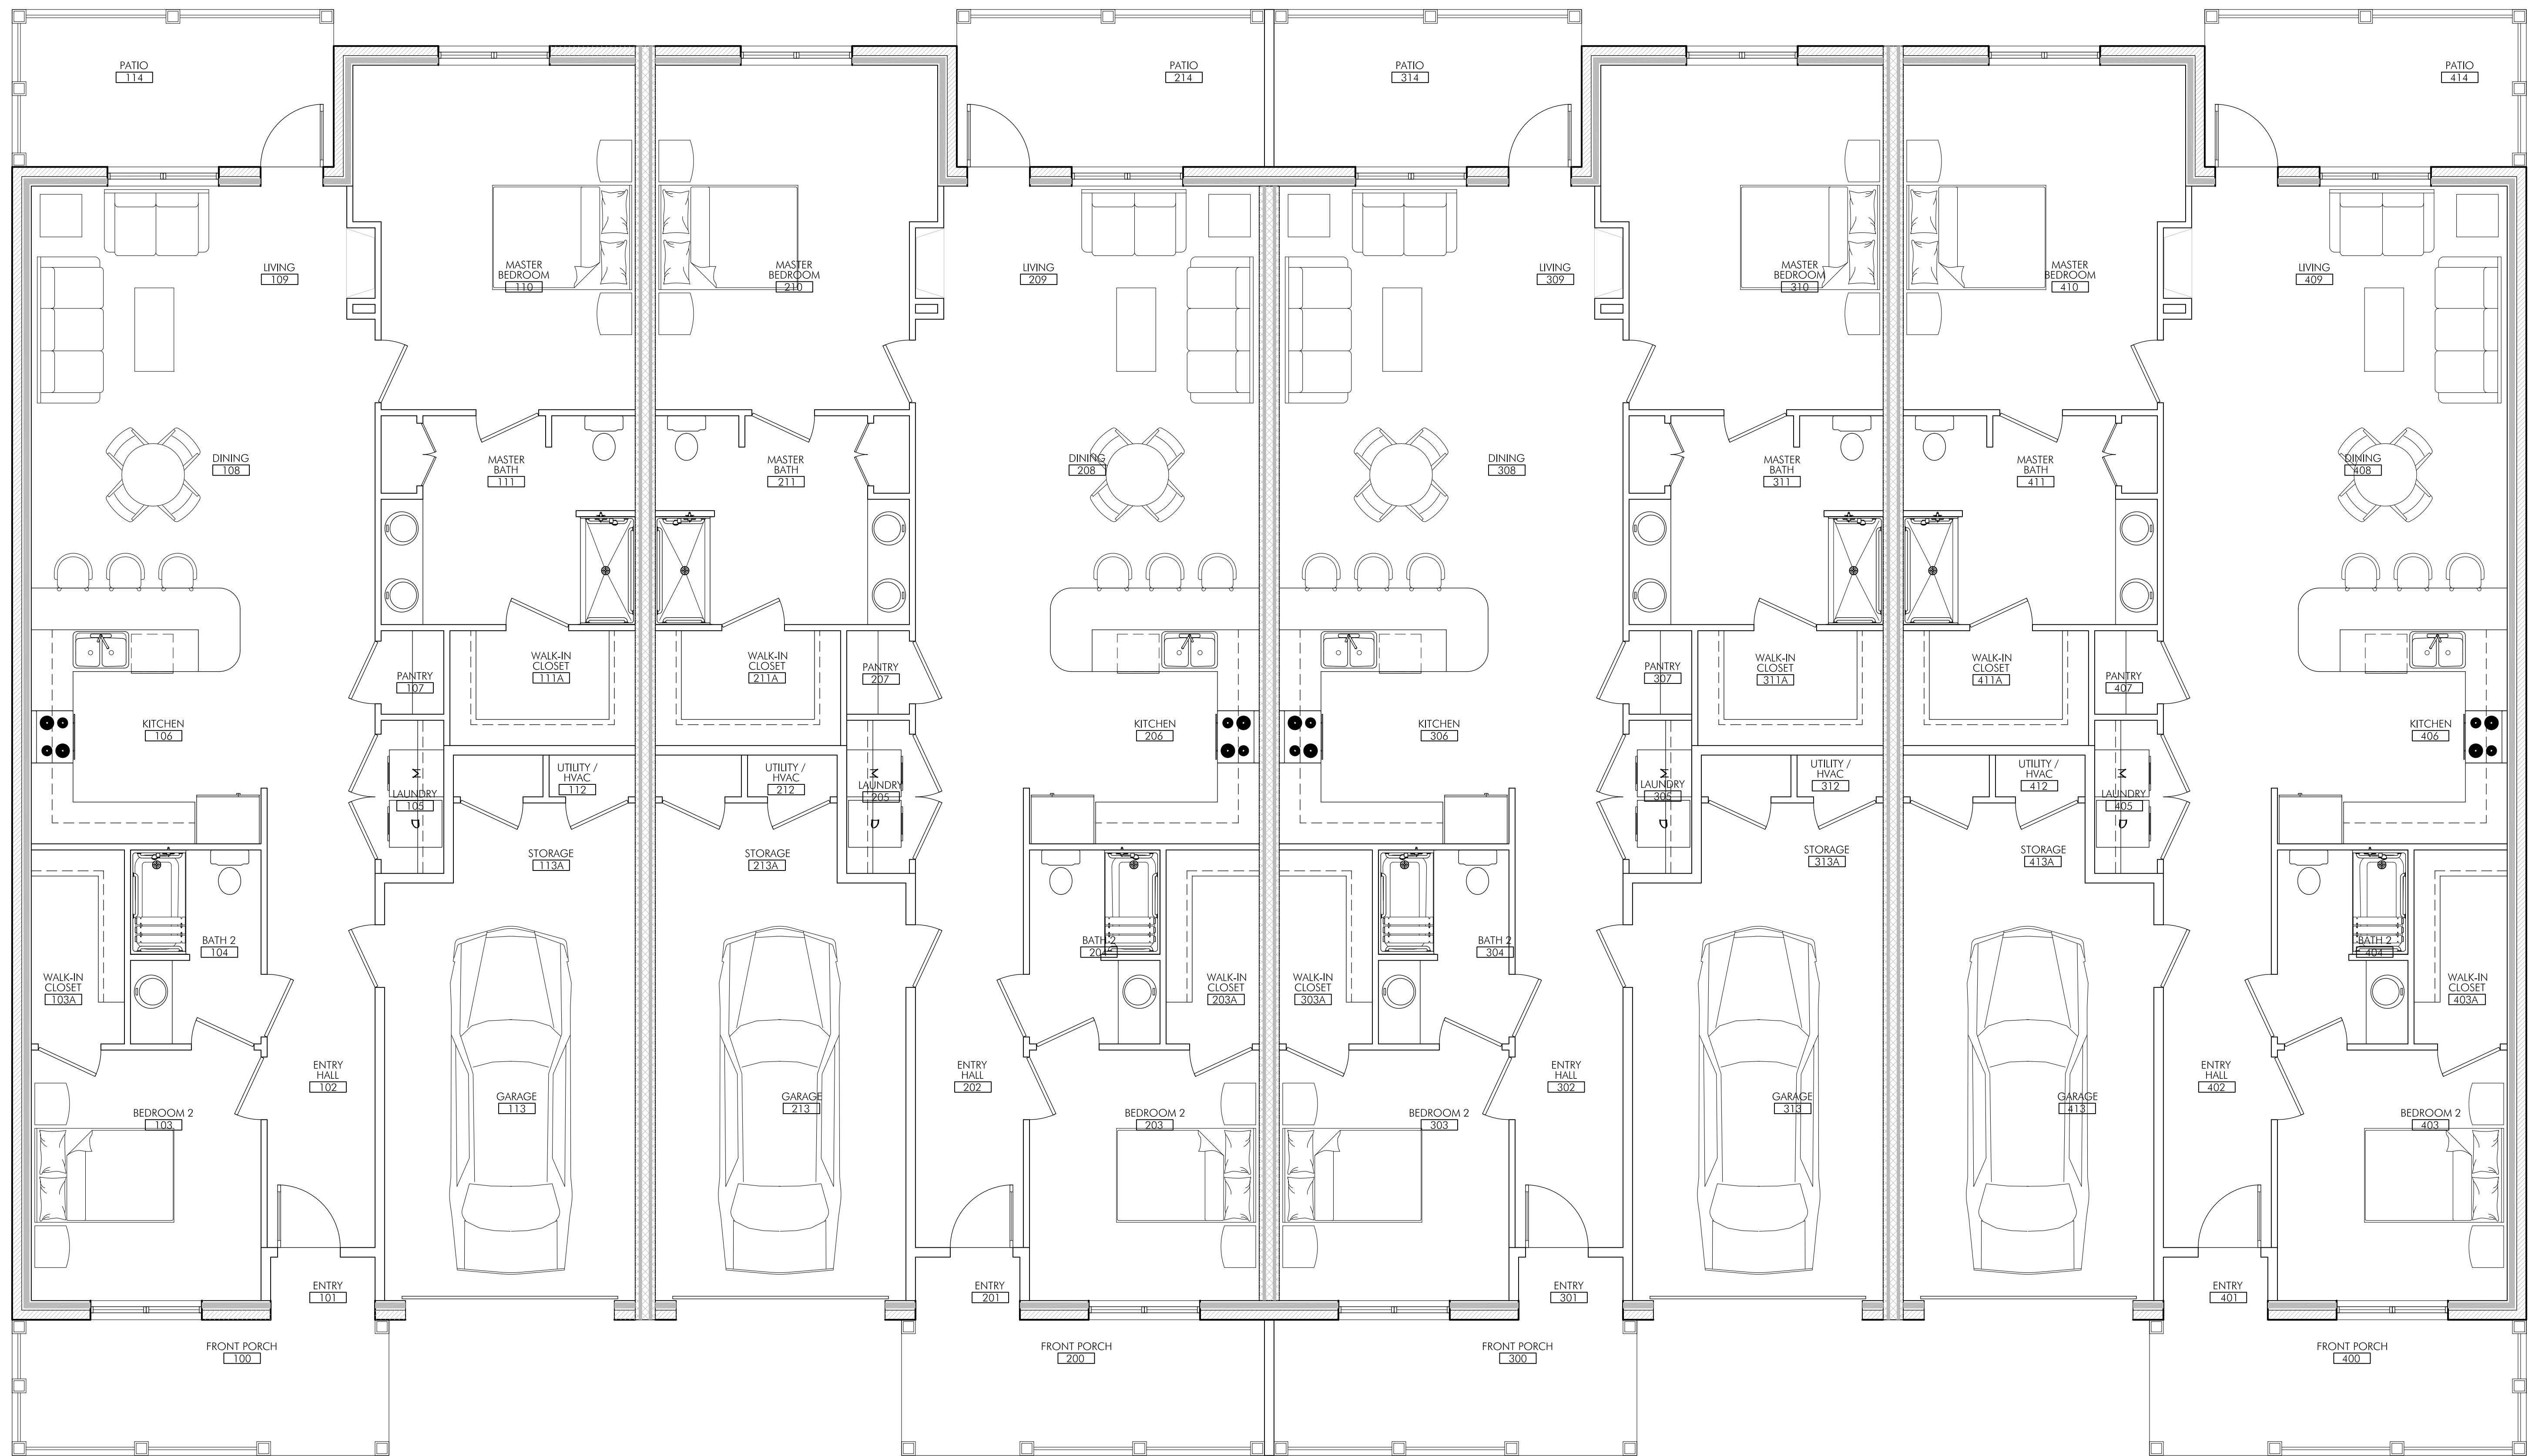 PATIO
114
PATIO
214
PATIO
314
PATIO
414
LIVING
109
MASTER
BEDROOM
110
MASTER
BEDROOM
210
LIVING
209
LIVING
309
MASTER
BEDROOM
310
MASTER
BEDROOM
410
LIVING
409
DINING
108
MASTER
BATH
111
MASTER
BATH
211
DINING
208
DINING
308
MASTER
BATH
311
MASTER
BATH
411
DINING
408
PANTRY
107
WALK-IN
CLOSET
111A
WALK-IN
CLOSET
211A
PANTRY
207
PANTRY
307
WALK-IN
CLOSET
311A
WALK-IN
CLOSET
411A
PANTRY
407
KITCHEN
106
KITCHEN
206
KITCHEN
306
KITCHEN
406
W
LAUNDRY
105
D
UTILITY /
HVAC
112
UTILITY /
HVAC
212
W
LAUNDRY
205
D
W
LAUNDRY
305
D
UTILITY /
HVAC
312
UTILITY /
HVAC
412
W
LAUNDRY
405
D
STORAGE
113A
STORAGE
213A
STORAGE
313A
STORAGE
413A
WALK-IN
CLOSET
103A
BATH 2
104
BATH 2
204
WALK-IN
CLOSET
203A
WALK-IN
CLOSET
303A
BATH 2
304
BATH 2
404
WALK-IN
CLOSET
403A
BEDROOM 2
103
ENTRY
HALL
102
GARAGE
113
GARAGE
213
ENTRY
HALL
202
BEDROOM 2
203
BEDROOM 2
303
ENTRY
HALL
302
GARAGE
313
GARAGE
413
ENTRY
HALL
402
BEDROOM 2
403
ENTRY
101
ENTRY
201
ENTRY
301
ENTRY
401
FRONT PORCH
100
FRONT PORCH
200
FRONT PORCH
300
FRONT PORCH
400